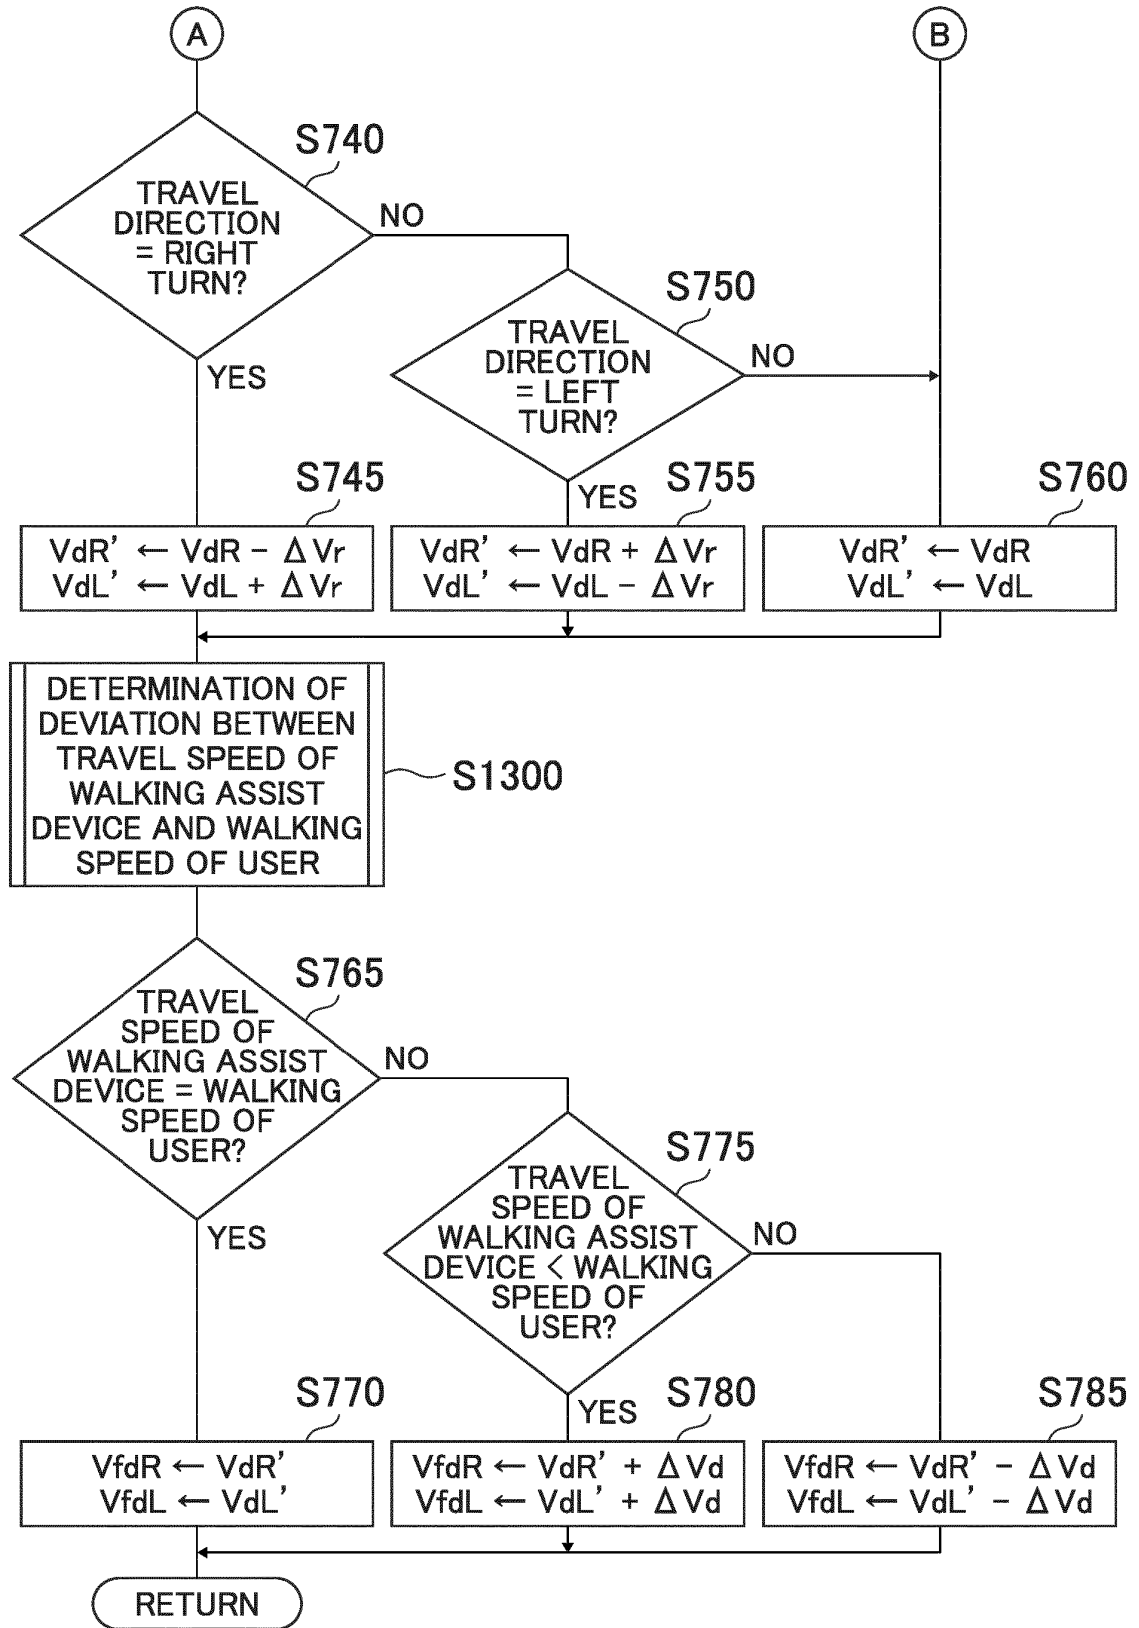 A
B
S740
TRAVEL
DIRECTION
= RIGHT
TURN?
NO
YES
S750
TRAVEL
DIRECTION
= LEFT
TURN?
NO
YES
S745
VdR’ ← VdR − ΔVr
VdL’ ← VdL + ΔVr
S755
VdR’ ← VdR + ΔVr
VdL’ ← VdL − ΔVr
S760
VdR’ ← VdR
VdL’ ← VdL
DETERMINATION OF
DEVIATION BETWEEN
TRAVEL SPEED OF
WALKING ASSIST
DEVICE AND WALKING
SPEED OF USER
S1300
S765
TRAVEL
SPEED OF
WALKING ASSIST
DEVICE = WALKING
SPEED OF
USER?
NO
YES
S775
TRAVEL
SPEED OF
WALKING ASSIST
DEVICE < WALKING
SPEED OF
USER?
NO
YES
S770
VfdR ← VdR’
VfdL ← VdL’
S780
VfdR ← VdR’ + ΔVd
VfdL ← VdL’ + ΔVd
S785
VfdR ← VdR’ − ΔVd
VfdL ← VdL’ − ΔVd
RETURN